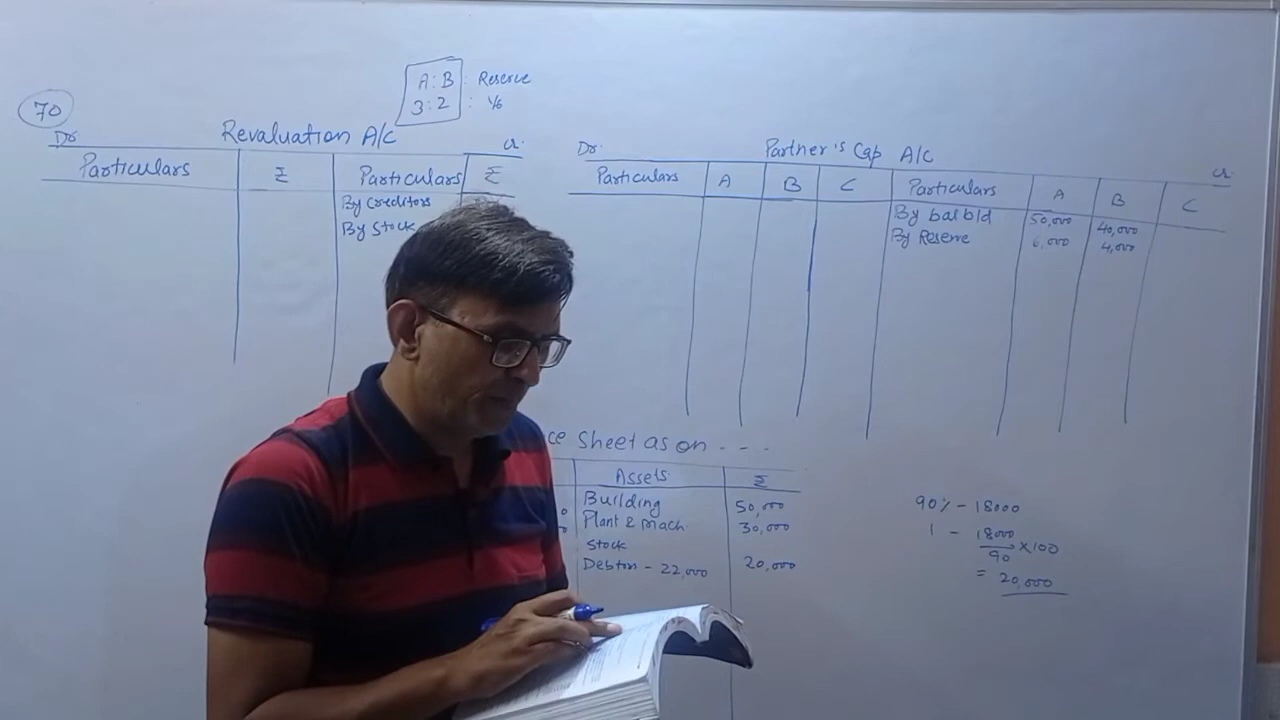 70
A : B : Reserve
3 : 2 : 1/6
Dr. Revaluation A/c Cr.
Particulars ₹ Particulars ₹
By Creditors
By Stock
Dr. Partner's Cap A/c Cr.
Particulars A B C Particulars A B C
By bal b/d 50,000 40,000
By Reserve 6,000 4,000
ce Sheet as on - - -
Assets ₹
Building 50,000
Plant & Mach. 30,000
Stock
Debtors - 22,000 20,000
90% - 18000
1 - 18000/90 × 100
= 20,000